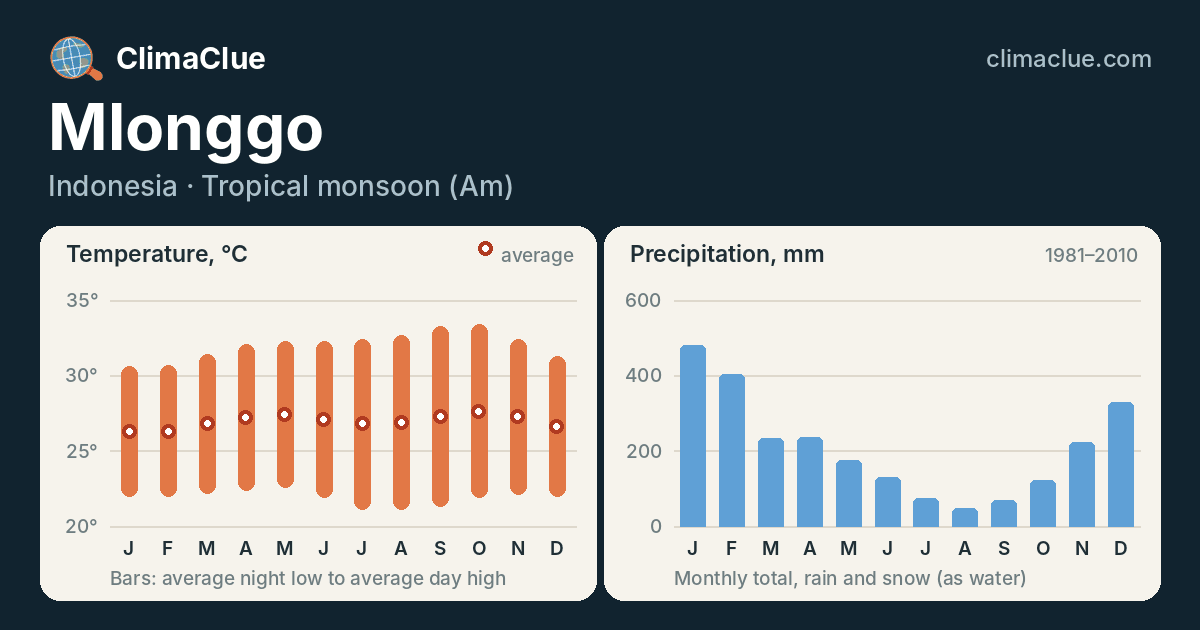 ClimaClue
climaclue.com
Mlonggo
Indonesia · Tropical monsoon (Am)
Temperature, °C
average
35°
30°
25°
20°
J F M A M J J A S O N D
Bars: average night low to average day high
Precipitation, mm
1981–2010
600
400
200
0
J F M A M J J A S O N D
Monthly total, rain and snow (as water)